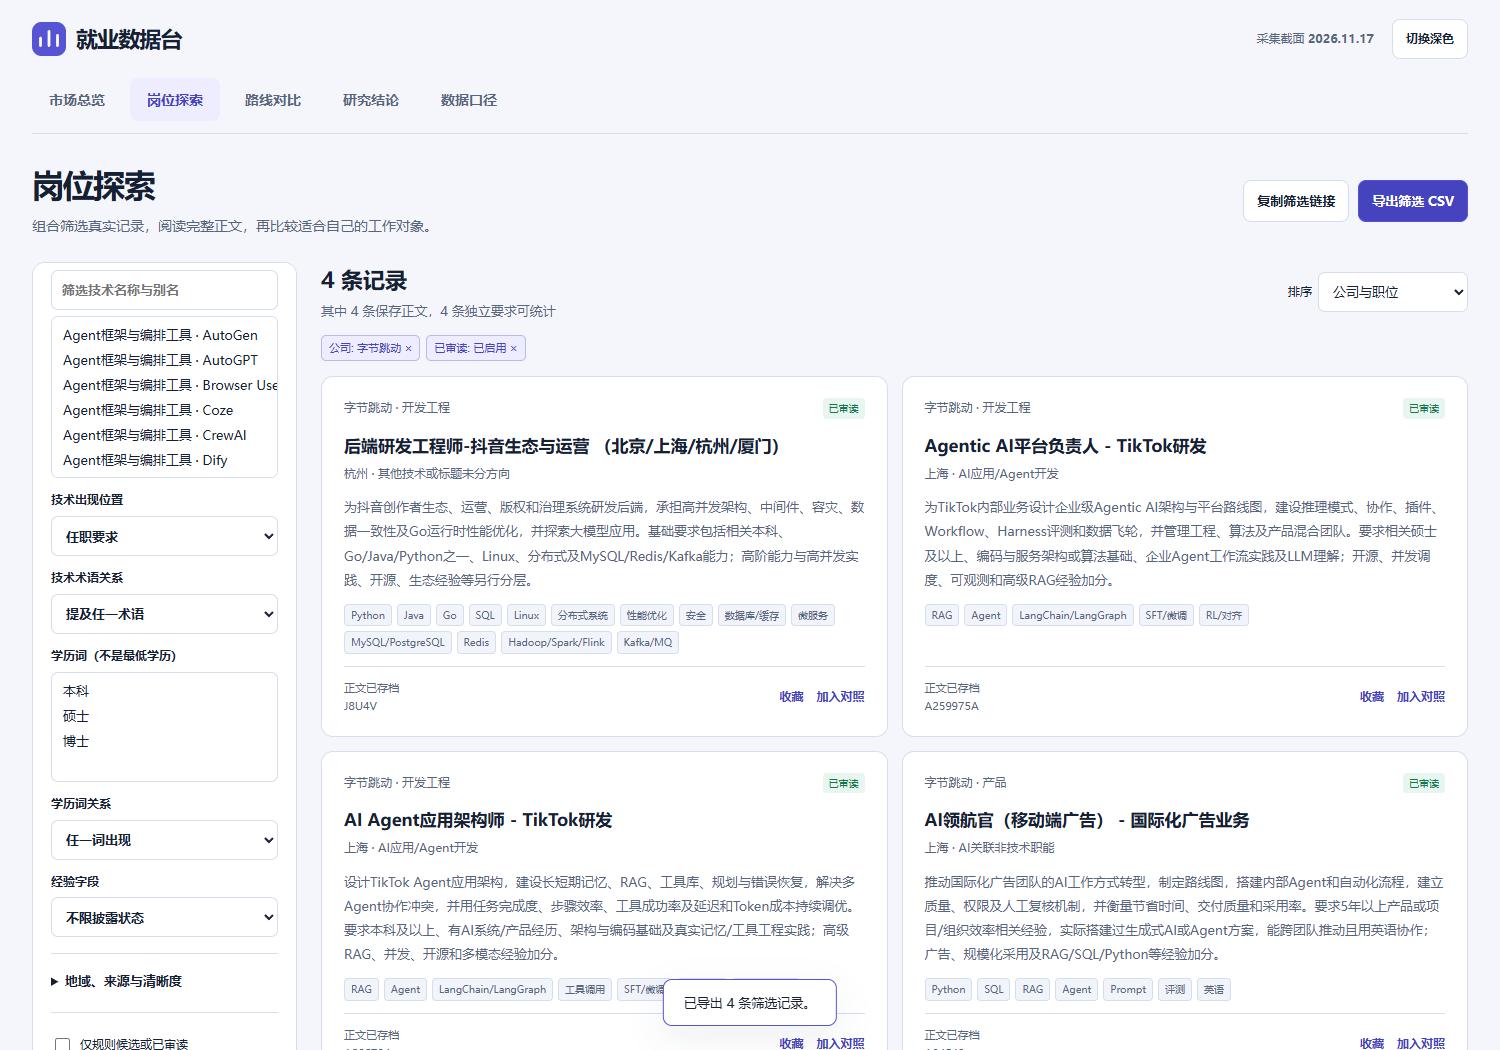 就业数据台
采集截面 2026.11.17
切换深色
市场总览
岗位探索
路线对比
研究结论
数据口径
岗位探索
组合筛选真实记录，阅读完整正文，再比较适合自己的工作对象。
复制筛选链接
导出筛选 CSV
筛选技术名称与别名
Agent框架与编排工具 · AutoGen
Agent框架与编排工具 · AutoGPT
Agent框架与编排工具 · Browser Use
Agent框架与编排工具 · Coze
Agent框架与编排工具 · CrewAI
Agent框架与编排工具 · Dify
技术出现位置
任职要求
技术术语关系
提及任一术语
学历词（不是最低学历）
本科
硕士
博士
学历词关系
任一词出现
经验字段
不限披露状态
地域、来源与清晰度
仅规则候选或已审读
4 条记录
其中 4 条保存正文，4 条独立要求可统计
排序
公司与职位
公司: 字节跳动 ×
已审读: 已启用 ×
字节跳动 · 开发工程
已审读
后端研发工程师-抖音生态与运营 （北京/上海/杭州/厦门）
杭州 · 其他技术或标题未分方向
为抖音创作者生态、运营、版权和治理系统研发后端，承担高并发架构、中间件、容灾、数
据一致性及Go运行时性能优化，并探索大模型应用。基础要求包括相关本科、
Go/Java/Python之一、Linux、分布式及MySQL/Redis/Kafka能力；高阶能力与高并发实
践、开源、生态经验等另行分层。
Python
Java
Go
SQL
Linux
分布式系统
性能优化
安全
数据库/缓存
微服务
MySQL/PostgreSQL
Redis
Hadoop/Spark/Flink
Kafka/MQ
正文已存档
J8U4V
收藏
加入对照
字节跳动 · 开发工程
已审读
Agentic AI平台负责人 - TikTok研发
上海 · AI应用/Agent开发
为TikTok内部业务设计企业级Agentic AI架构与平台路线图，建设推理模式、协作、插件、
Workflow、Harness评测和数据飞轮，并管理工程、算法及产品混合团队。要求相关硕士
及以上、编码与服务架构或算法基础、企业Agent工作流实践及LLM理解；开源、并发调
度、可观测和高级RAG经验加分。
RAG
Agent
LangChain/LangGraph
SFT/微调
RL/对齐
正文已存档
A259975A
收藏
加入对照
字节跳动 · 开发工程
已审读
AI Agent应用架构师 - TikTok研发
上海 · AI应用/Agent开发
设计TikTok Agent应用架构，建设长短期记忆、RAG、工具库、规划与错误恢复，解决多
Agent协作冲突，并用任务完成度、步骤效率、工具成功率及延迟和Token成本持续调优。
要求本科及以上、有AI系统/产品经历、架构与编码基础及真实记忆/工具工程实践；高级
RAG、并发、开源和多模态经验加分。
RAG
Agent
LangChain/LangGraph
工具调用
SFT/微调
正文已存档
收藏
加入对照
字节跳动 · 产品
已审读
AI领航官（移动端广告） - 国际化广告业务
上海 · AI关联非技术职能
推动国际化广告团队的AI工作方式转型，制定路线图，搭建内部Agent和自动化流程，建立
质量、权限及人工复核机制，并衡量节省时间、交付质量和采用率。要求5年以上产品或项
目/组织效率相关经验，实际搭建过生成式AI或Agent方案，能跨团队推动且用英语协作；
广告、规模化采用及RAG/SQL/Python等经验加分。
Python
SQL
RAG
Agent
Prompt
评测
英语
正文已存档
收藏
加入对照
已导出 4 条筛选记录。